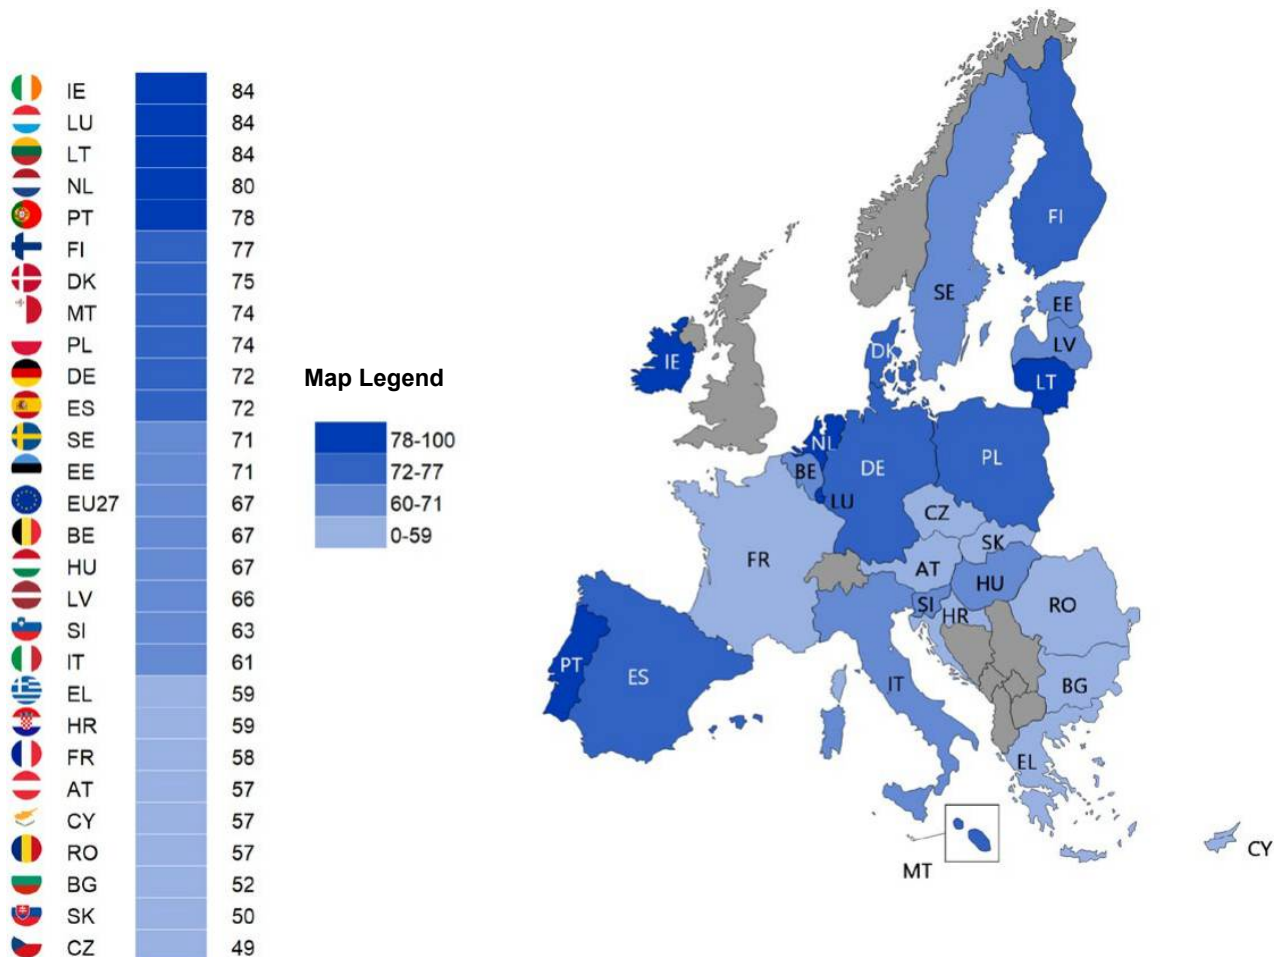 IE 84
LU 84
LT 84
NL 80
PT 78
FI 77
DK 75
MT 74
PL 74
DE 72
ES 72
SE 71
EE 71
EU27 67
BE 67
HU 67
LV 66
SI 63
IT 61
EL 59
HR 59
FR 58
AT 57
CY 57
RO 57
BG 52
SK 50
CZ 49
Map Legend
78-100
72-77
60-71
0-59
FI
SE
EE
LV
DK
IE
LT
NL
PL
BE
DE
LU
CZ
SK
FR
AT
HU
SI
HR
RO
PT
ES
IT
BG
EL
CY
MT